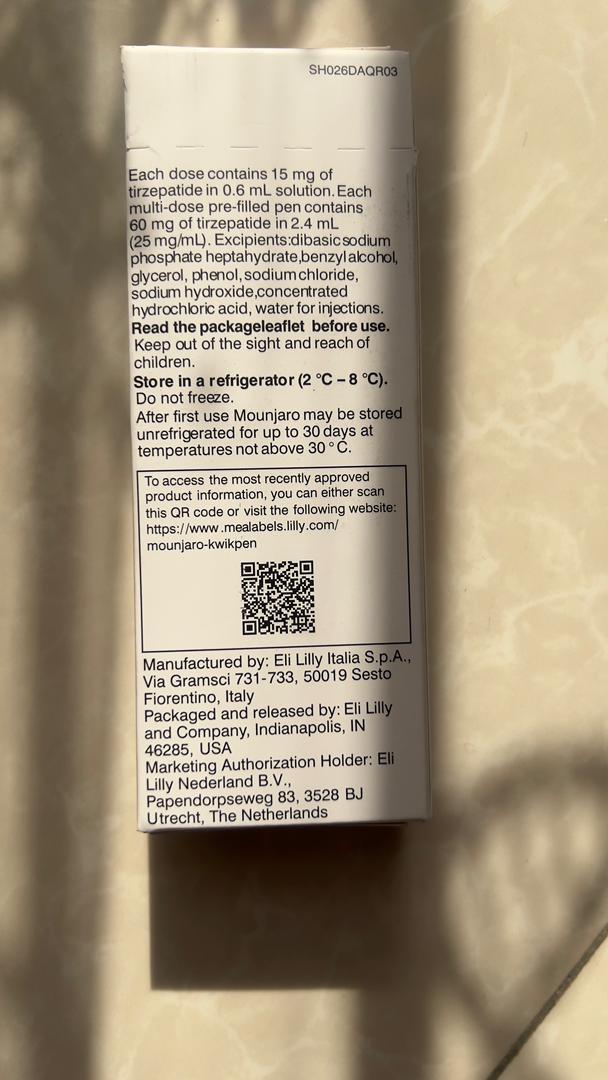 SH026DAQR03
Each dose contains 15 mg of
tirzepatide in 0.6 mL solution. Each
multi-dose pre-filled pen contains
60 mg of tirzepatide in 2.4 mL
(25 mg/mL). Excipients:dibasic sodium
phosphate heptahydrate,benzyl alcohol,
glycerol, phenol, sodium chloride,
sodium hydroxide,concentrated
hydrochloric acid, water for injections.
Read the packageleaflet before use.
Keep out of the sight and reach of
children.
Store in a refrigerator (2 °C – 8 °C).
Do not freeze.
After first use Mounjaro may be stored
unrefrigerated for up to 30 days at
temperatures not above 30 °C.
To access the most recently approved
product information, you can either scan
this QR code or visit the following website:
https://www.mealabels.lilly.com/
mounjaro-kwikpen
Manufactured by: Eli Lilly Italia S.p.A.,
Via Gramsci 731-733, 50019 Sesto
Fiorentino, Italy
Packaged and released by: Eli Lilly
and Company, Indianapolis, IN
46285, USA
Marketing Authorization Holder: Eli
Lilly Nederland B.V.,
Papendorpseweg 83, 3528 BJ
Utrecht, The Netherlands